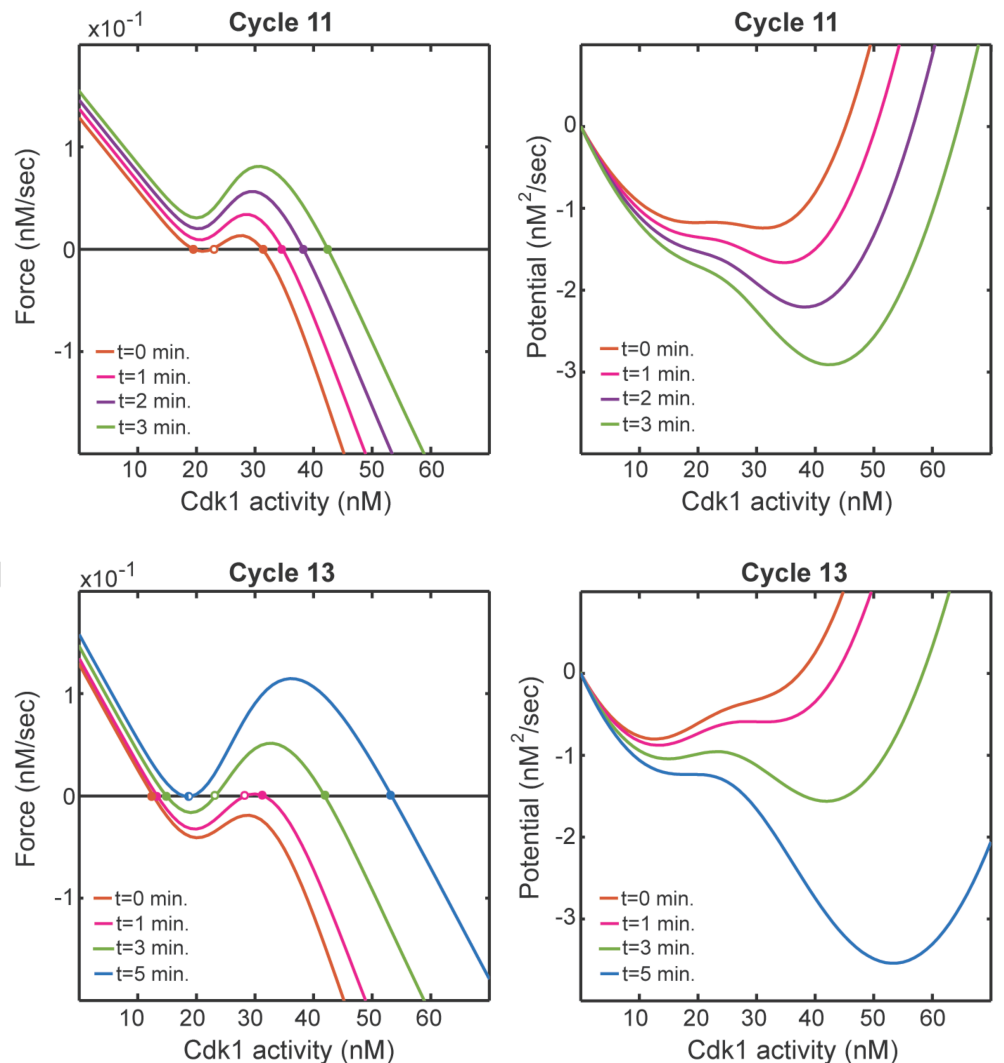 Cycle 11
x10^-1
Force (nM/sec)
1
0
-1
t=0 min.
t=1 min.
t=2 min.
t=3 min.
10 20 30 40 50 60
Cdk1 activity (nM)
Cycle 11
Potential (nM^2/sec)
0
-1
-2
-3
t=0 min.
t=1 min.
t=2 min.
t=3 min.
10 20 30 40 50 60
Cdk1 activity (nM)
Cycle 13
x10^-1
Force (nM/sec)
1
0
-1
t=0 min.
t=1 min.
t=3 min.
t=5 min.
10 20 30 40 50 60
Cdk1 activity (nM)
Cycle 13
Potential (nM^2/sec)
0
-1
-2
-3
t=0 min.
t=1 min.
t=3 min.
t=5 min.
10 20 30 40 50 60
Cdk1 activity (nM)